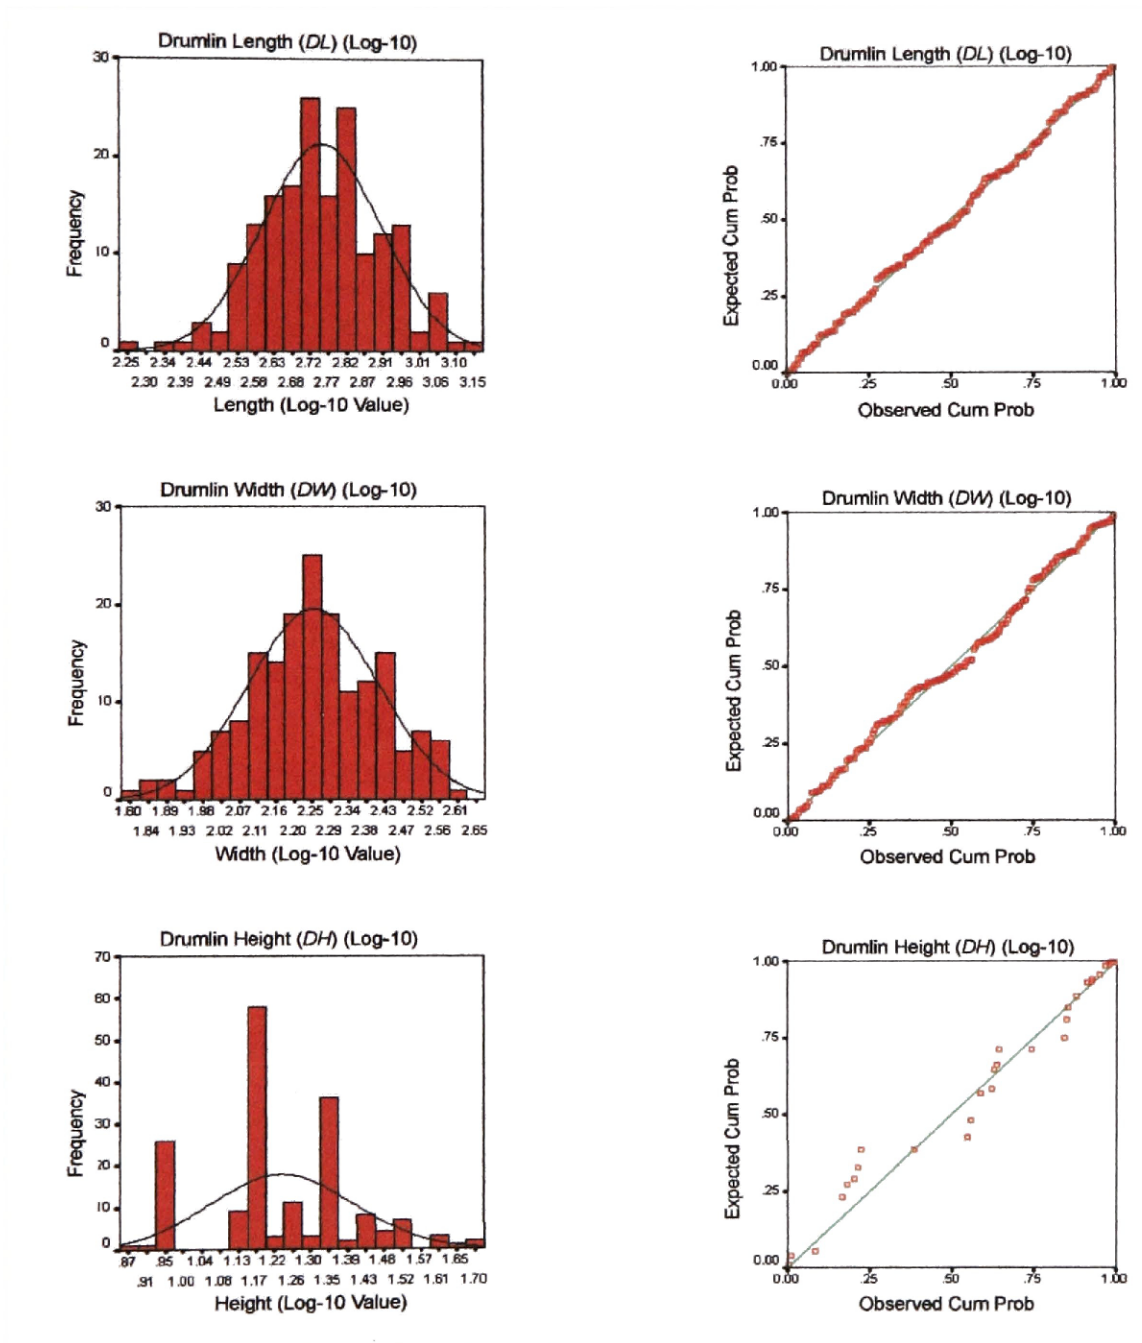 Drumlin Length (DL) (Log-10)
30
20
10
0
Frequency
2.25 2.34 2.44 2.53 2.63 2.72 2.82 2.91 3.01 3.10
2.30 2.39 2.49 2.58 2.68 2.77 2.87 2.96 3.06 3.15
Length (Log-10 Value)
Drumlin Length (DL) (Log-10)
1.00
.75
.50
.25
0.00
Expected Cum Prob
0.00 .25 .50 .75 1.00
Observed Cum Prob
Drumlin Width (DW) (Log-10)
30
20
10
0
Frequency
1.80 1.89 1.98 2.07 2.16 2.25 2.34 2.43 2.52 2.61
1.84 1.93 2.02 2.11 2.20 2.29 2.38 2.47 2.56 2.65
Width (Log-10 Value)
Drumlin Width (DW) (Log-10)
1.00
.75
.50
.25
0.00
Expected Cum Prob
0.00 .25 .50 .75 1.00
Observed Cum Prob
Drumlin Height (DH) (Log-10)
70
60
50
40
30
20
10
0
Frequency
.87 .95 1.04 1.13 1.22 1.30 1.39 1.48 1.57 1.65
.91 1.00 1.08 1.17 1.26 1.35 1.43 1.52 1.61 1.70
Height (Log-10 Value)
Drumlin Height (DH) (Log-10)
1.00
.75
.50
.25
0.00
Expected Cum Prob
0.00 .25 .50 .75 1.00
Observed Cum Prob